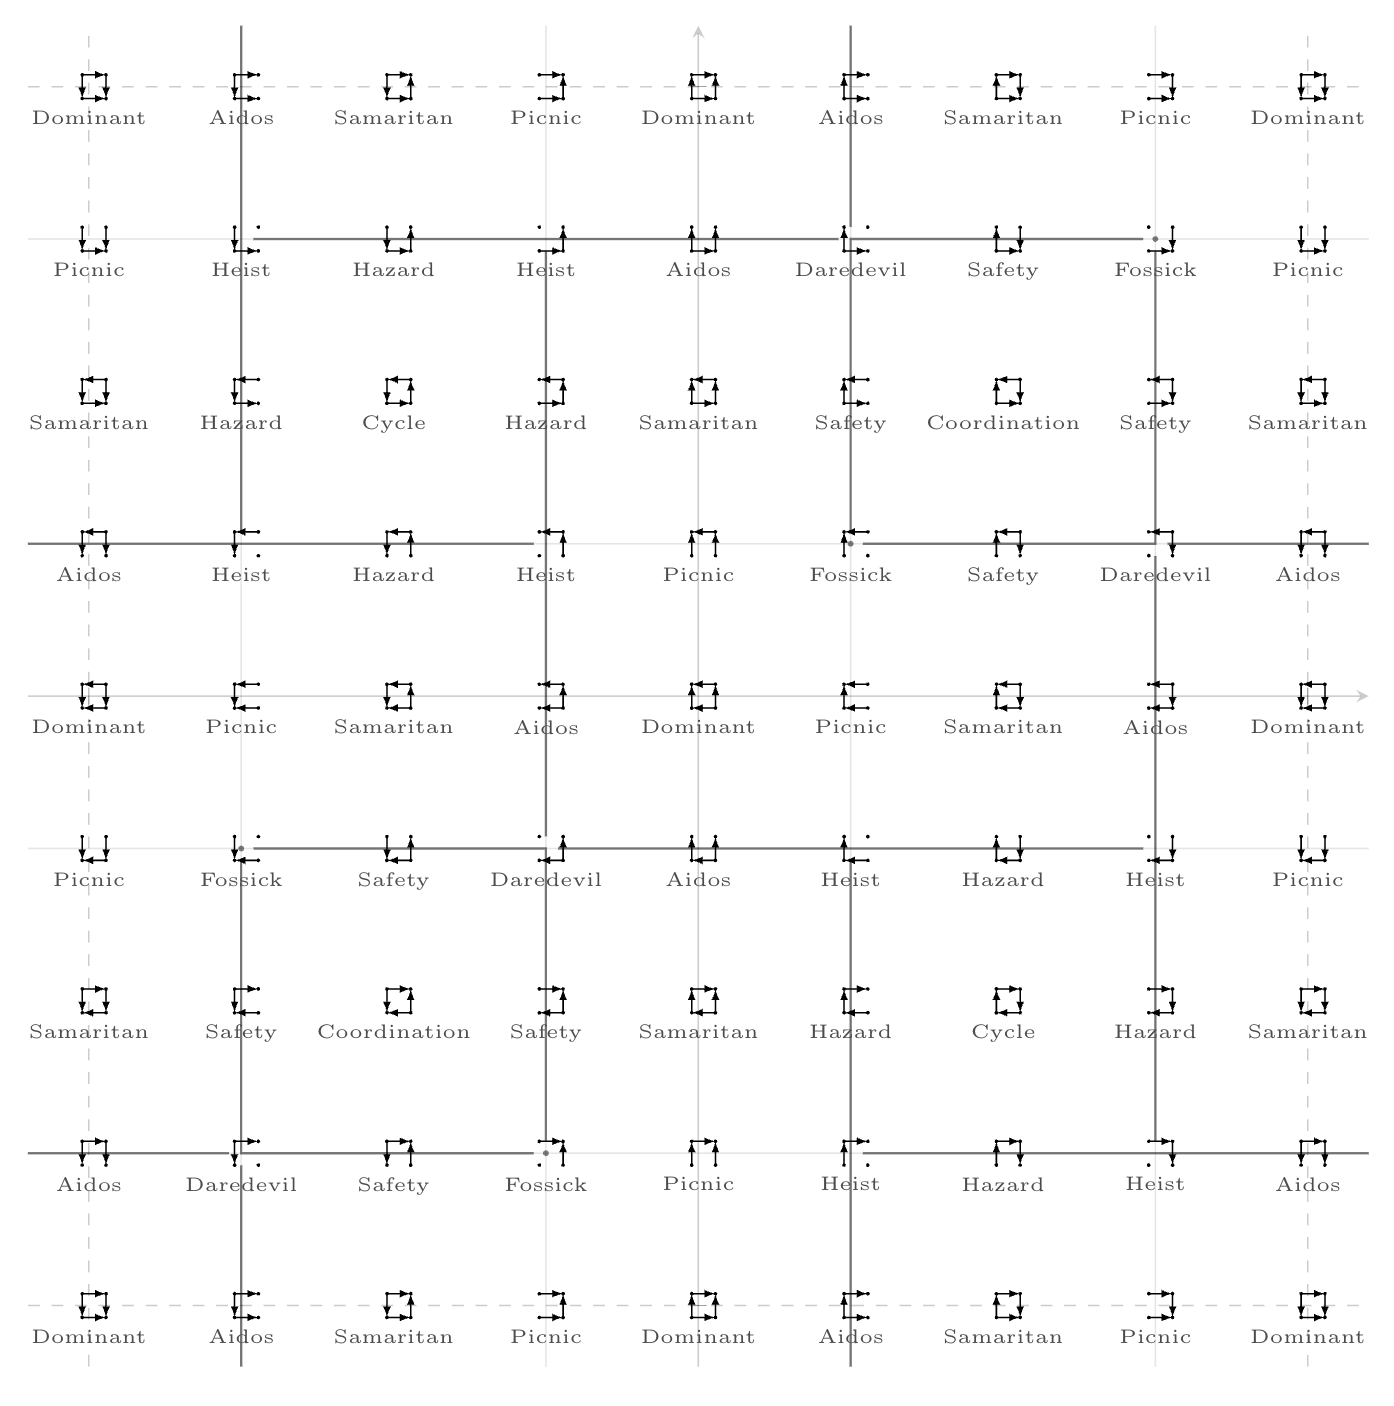 Dominant Aidos Samaritan Picnic Dominant Aidos Samaritan Picnic Dominant
Picnic Heist Hazard Heist Aidos Daredevil Safety Fossick Picnic
Samaritan Hazard Cycle Hazard Samaritan Safety Coordination Safety Samaritan
Aidos Heist Hazard Heist Picnic Fossick Safety Daredevil Aidos
Dominant Picnic Samaritan Aidos Dominant Picnic Samaritan Aidos Dominant
Picnic Fossick Safety Daredevil Aidos Heist Hazard Heist Picnic
Samaritan Safety Coordination Safety Samaritan Hazard Cycle Hazard Samaritan
Aidos Daredevil Safety Fossick Picnic Heist Hazard Heist Aidos
Dominant Aidos Samaritan Picnic Dominant Aidos Samaritan Picnic Dominant